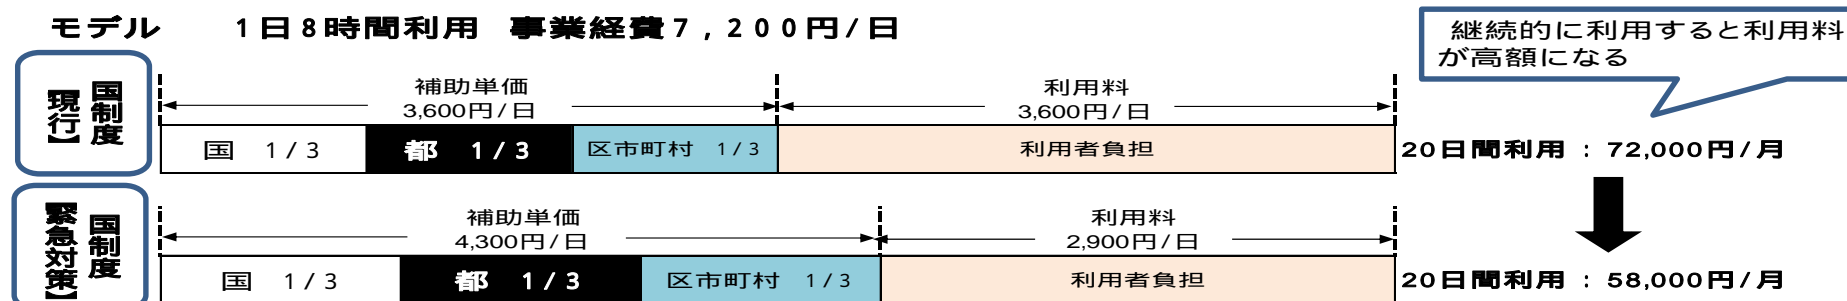 モデル　1日8時間利用　事業経費7,200円/日
継続的に利用すると利用料
が高額になる
国制度
【現行】
補助単価
3,600円/日
利用料
3,600円/日
国 1/3
都 1/3
区市町村 1/3
利用者負担
20日間利用：72,000円/月
国制度
【緊急対策】
補助単価
4,300円/日
利用料
2,900円/日
国 1/3
都 1/3
区市町村 1/3
利用者負担
20日間利用：58,000円/月